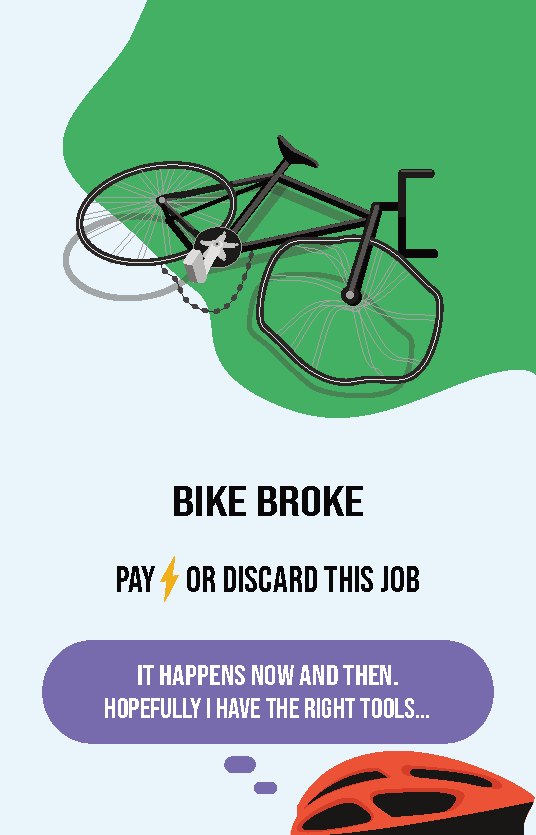 BIKE BROKE
PAY OR DISCARD THIS JOB
IT HAPPENS NOW AND THEN.
HOPEFULLY I HAVE THE RIGHT TOOLS...